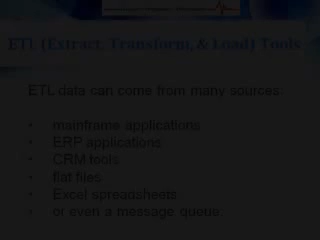 ETL (Extract, Transform, & Load) Tools
ETL data can come from many sources:
• mainframe applications
• ERP applications
• CRM tools
• flat files
• Excel spreadsheets
• or even a message queue.